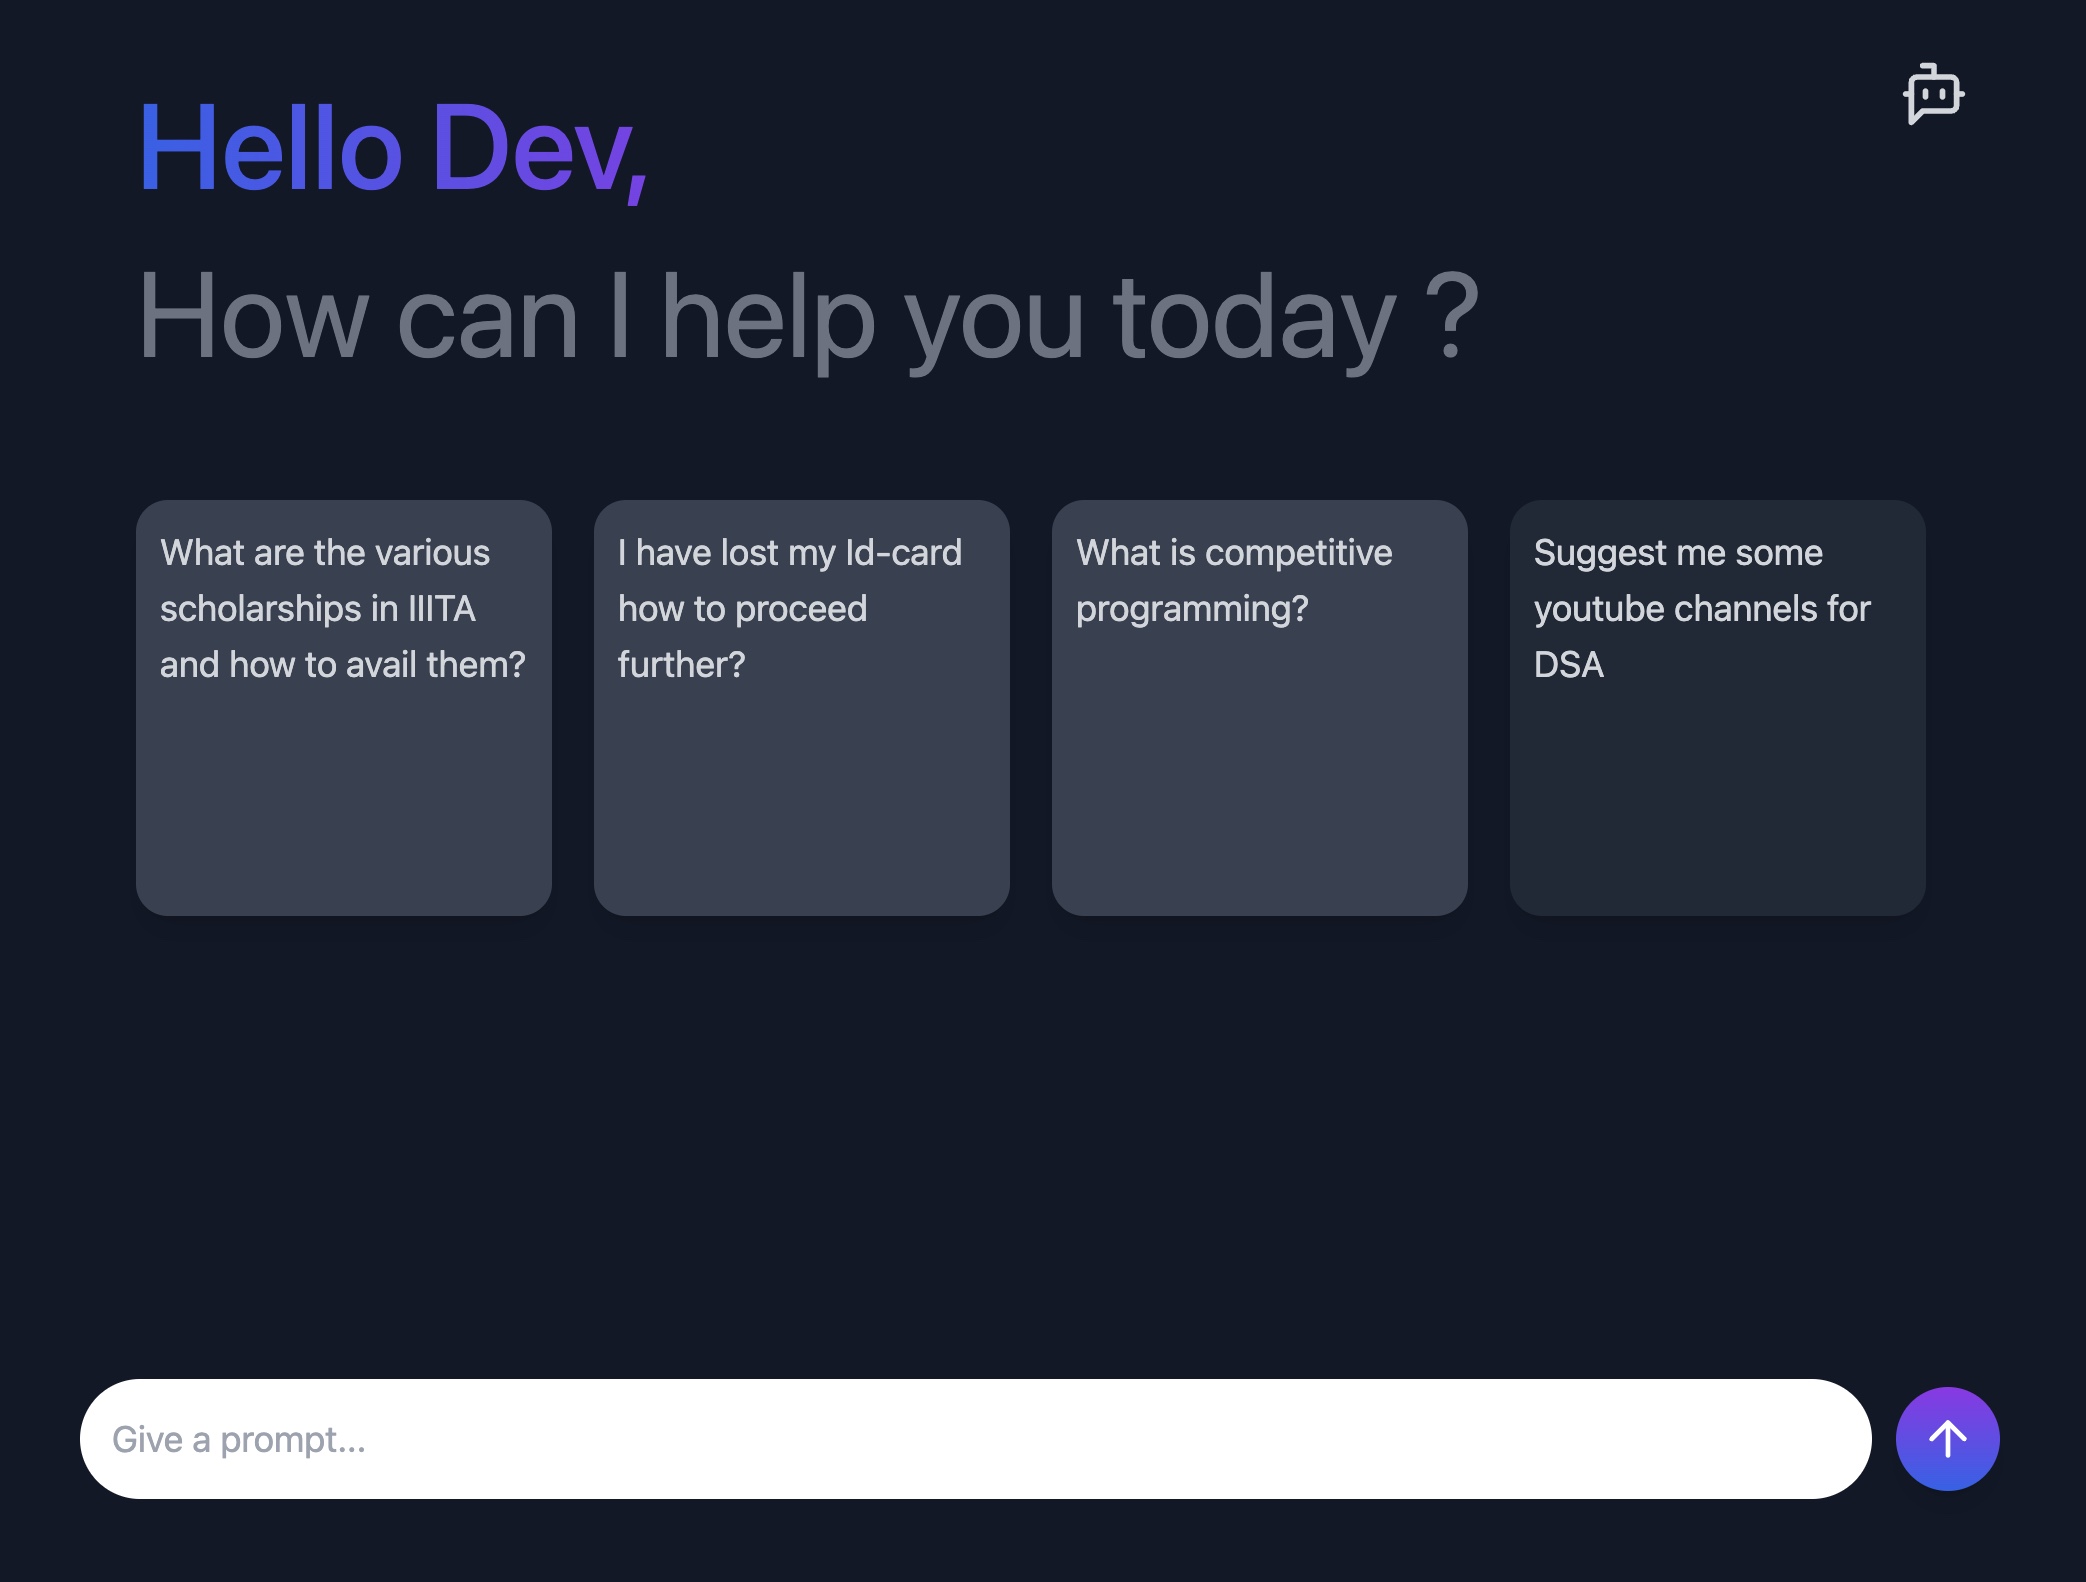 Hello Dev,
How can I help you today ?
What are the various
scholarships in IIITA
and how to avail them?
I have lost my Id-card
how to proceed
further?
What is competitive
programming?
Suggest me some
youtube channels for
DSA
Give a prompt...